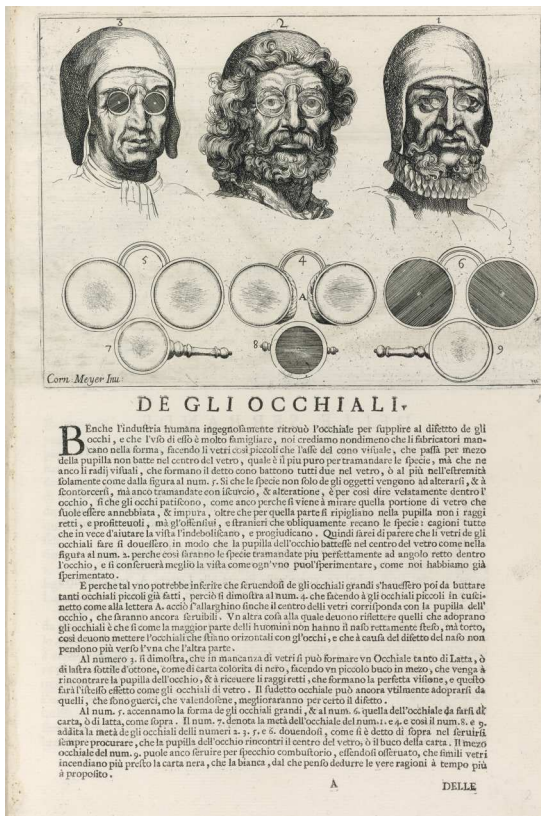 3 2 1
5 4 6
A
7 8 9
Corn Meyer Inu
DE GLI OCCHIALI.
BEnche l'industria humana ingegnosamente ritrouò l'occhiale per supplire al difettto de gli
occhi, e che l'vso di esso è molto famigliare, noi crediamo nondimeno che li fabricatori man-
cano nella forma, facendo li vetri così piccoli che l'asse del cono visuale, che passa per mezo
della pupilla non batte nel centro del vetro, quale è il piu puro per tramandare le specie, mà che ne
anco li radij visuali, che formano il detto cono battono tutti due nel vetro, ò al più nell'estremità
solamente come dalla figura al num. 1. Si che le specie non solo de gli oggetti vengono ad alterarsi, & à
scontorcersi, mà anco tramandate con iscurcio, & alteratione, è per così dire velatamente dentro l'
occhio, si che gli occhi patiscono, come anco perche si viene à mirare quella portione di vetro che
suole essere annebbiata, & impura, oltre che per quella parte si ripigliano nella pupilla non i raggi
retti, e profitteuoli, mà gl'offensiui, e stranieri che obliquamente recano le specie: cagioni tutte
che in vece d'aiutare la vista l'indeboliscano, e progiudicano. Quindi sarei di parere che li vetri de gli
occhiali fare si douessero in modo che la pupilla dell'occhio battesse nel centro del vetro come nella
figura al num. 2. perche così saranno le specie tramandate piu perfettamente ad angolo retto dentro
l'occhio, e si conseruerà meglio la vista come ogn'vno puol'sperimentare, come noi habbiamo già
sperimentato.
E perche tal vno potrebbe inferire che seruendosi de gli occhiali grandi s'hauessero poi da buttare
tanti occhiali piccoli già fatti, perciò si dimostra al num. 4. che facendo à gli occhiali piccoli in cusci-
netto come alla lettera A. acciò s'allarghino sinche il centro delli vetri corrisponda con la pupilla dell'
occhio, che saranno ancora seruibili. Vn altra cosa alla quale denono riflettere quelli che adoprano
gli occhiali è che si come la maggior parte delli huomini non hanno il naso rettamente steso, mà torto,
così deuono mettere l'occhiali che stiano orizontali con gl'occhi, e che à causa del difetto del naso non
pendono più verso l'vna che l'altra parte.
Al numero 3. si dimostra, che in mancanza di vetri si può formare vn Occhiale tanto di Latta, ò
di lastra sottile d'ottone, come di carta colorita di nero, facendo vn piccolo buco in mezo, che venga à
rincontrare la pupilla dell'occhio, & à riceuere li raggi retti, che formano la perfetta visione, e questo
farà l'istesso effetto come gli occhiali di vetro. Il sudetto occhiale può ancora vtilmente adoprarsi da
quelli, che sono guerci, che valendosene, megliorarano per certo il difetto.
Al num. 5. accennamo la forma de gli occhiali grandi, & al num. 6. quella dell'occhiale da farsi di
carta, ò di latta, come sopra. Il num. 7. denota la metà dell'occhiale del num. 1. e 4. e così il num. 8. e 9.
addita la metà de gli occhiali delli numeri 2. 3. 5. e 6. douendosi, come si è detto di sopra nel seruirsi
sempre procurare, che la pupilla dell'occhio rincontri il centro del vetro, ò il buco della carta. Il mezo
occhiale del num. 9. puole anco seruire per specchio combustorio, essendosi osseruato, che simili vetri
incendiano più presto la carta nera, che la bianca, dal che penso dedurre le vere ragioni à tempo più
à proposito.
A DELLE